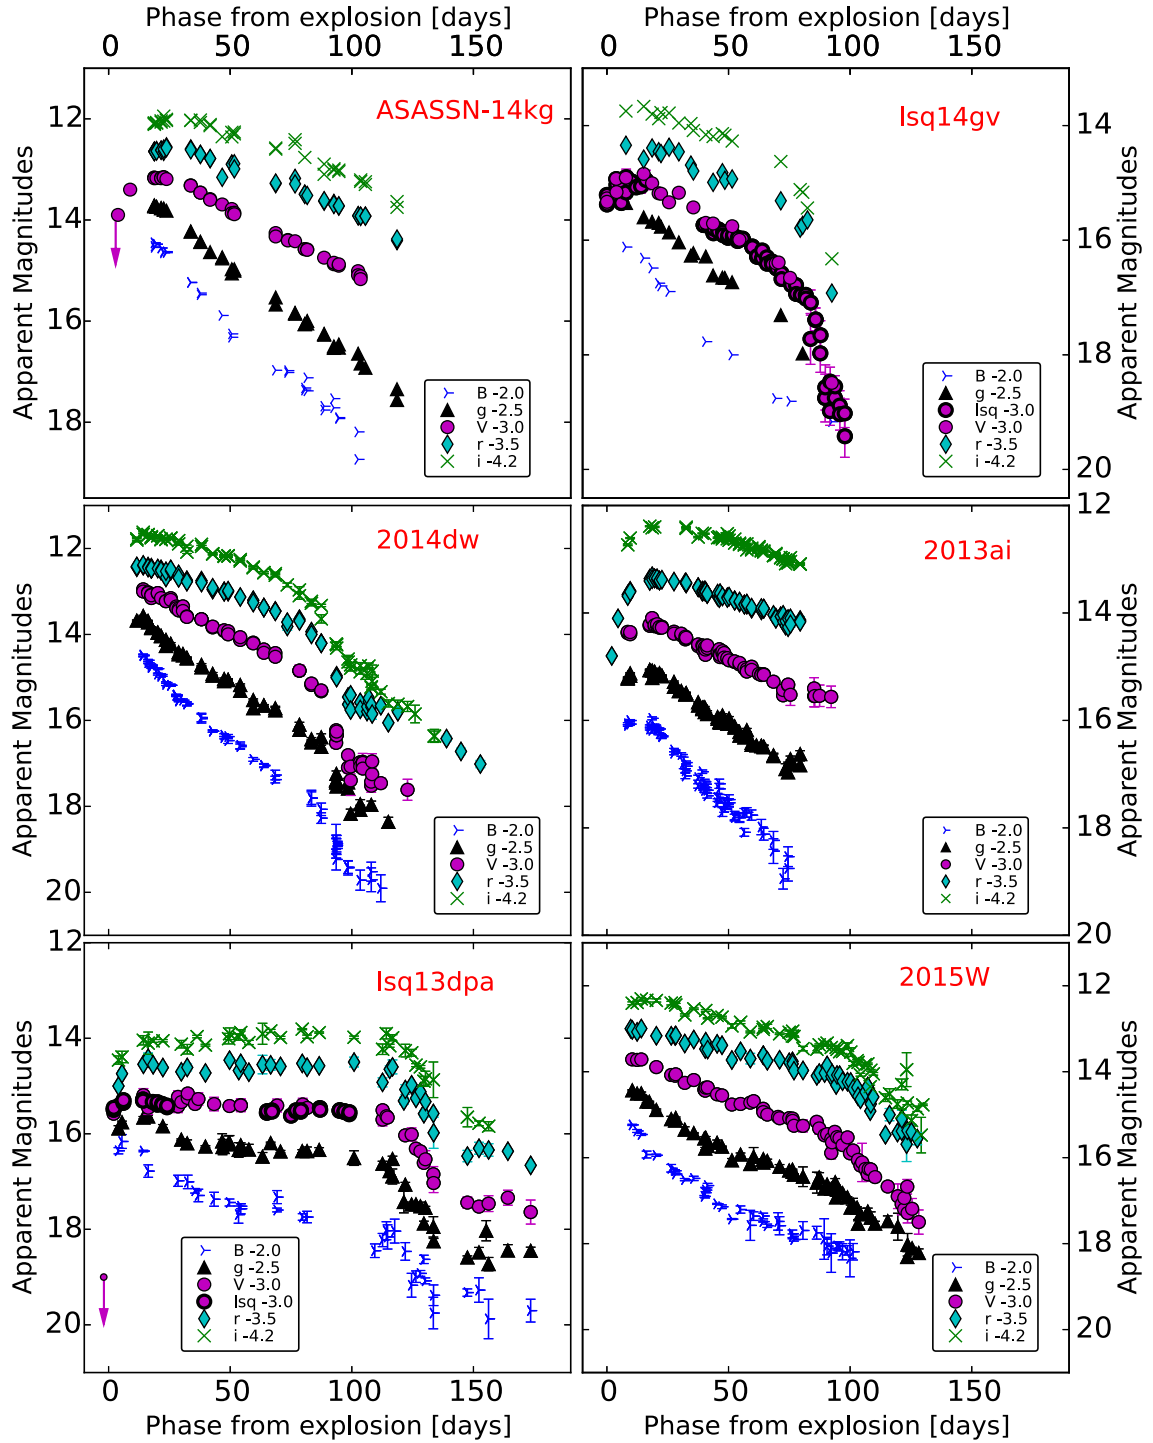 Phase from explosion [days]
Phase from explosion [days]
0 50 100 150
0 50 100 150
Apparent Magnitudes
12
14
16
18
ASASSN-14kg
B -2.0
g -2.5
V -3.0
r -3.5
i -4.2
lsq14gv
B -2.0
g -2.5
lsq -3.0
V -3.0
r -3.5
i -4.2
14
16
18
20
Apparent Magnitudes
Apparent Magnitudes
12
14
16
18
20
2014dw
B -2.0
g -2.5
V -3.0
r -3.5
i -4.2
2013ai
B -2.0
g -2.5
V -3.0
r -3.5
i -4.2
12
14
16
18
20
Apparent Magnitudes
Apparent Magnitudes
12
14
16
18
20
lsq13dpa
B -2.0
g -2.5
V -3.0
lsq -3.0
r -3.5
i -4.2
2015W
B -2.0
g -2.5
V -3.0
r -3.5
i -4.2
12
14
16
18
20
Apparent Magnitudes
0 50 100 150
0 50 100 150
Phase from explosion [days]
Phase from explosion [days]